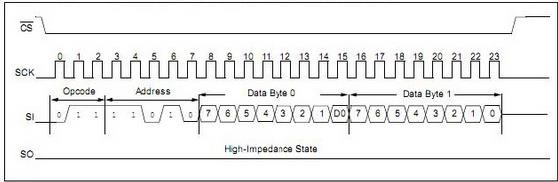 CS
0 1 2 3 4 5 6 7 8 9 10 11 12 13 14 15 16 17 18 19 20 21 22 23
SCK
Opcode Address Data Byte 0 Data Byte 1
SI 0 1 1 1 1 0 1 0 7 6 5 4 3 2 1 D0 7 6 5 4 3 2 1 0
High-Impedance State
SO